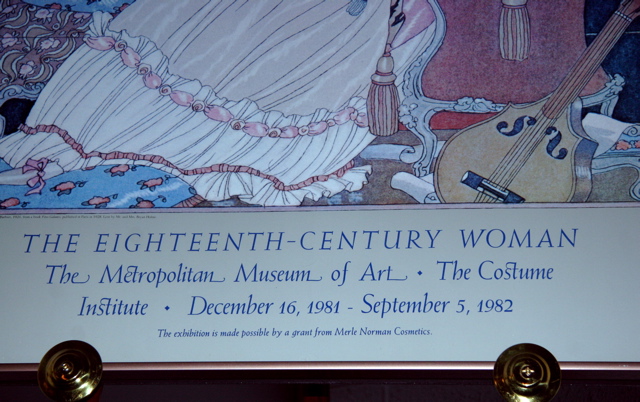 THE EIGHTEENTH-CENTURY WOMAN
The Metropolitan Museum of Art • The Costume
Institute • December 16, 1981 - September 5, 1982
The exhibition is made possible by a grant from Merle Norman Cosmetics.